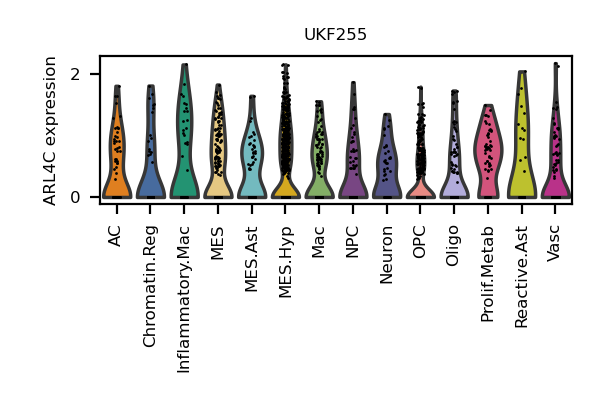 UKF255
ARL4C expression
2
0
AC
Chromatin.Reg
Inflammatory.Mac
MES
MES.Ast
MES.Hyp
Mac
NPC
Neuron
OPC
Oligo
Prolif.Metab
Reactive.Ast
Vasc